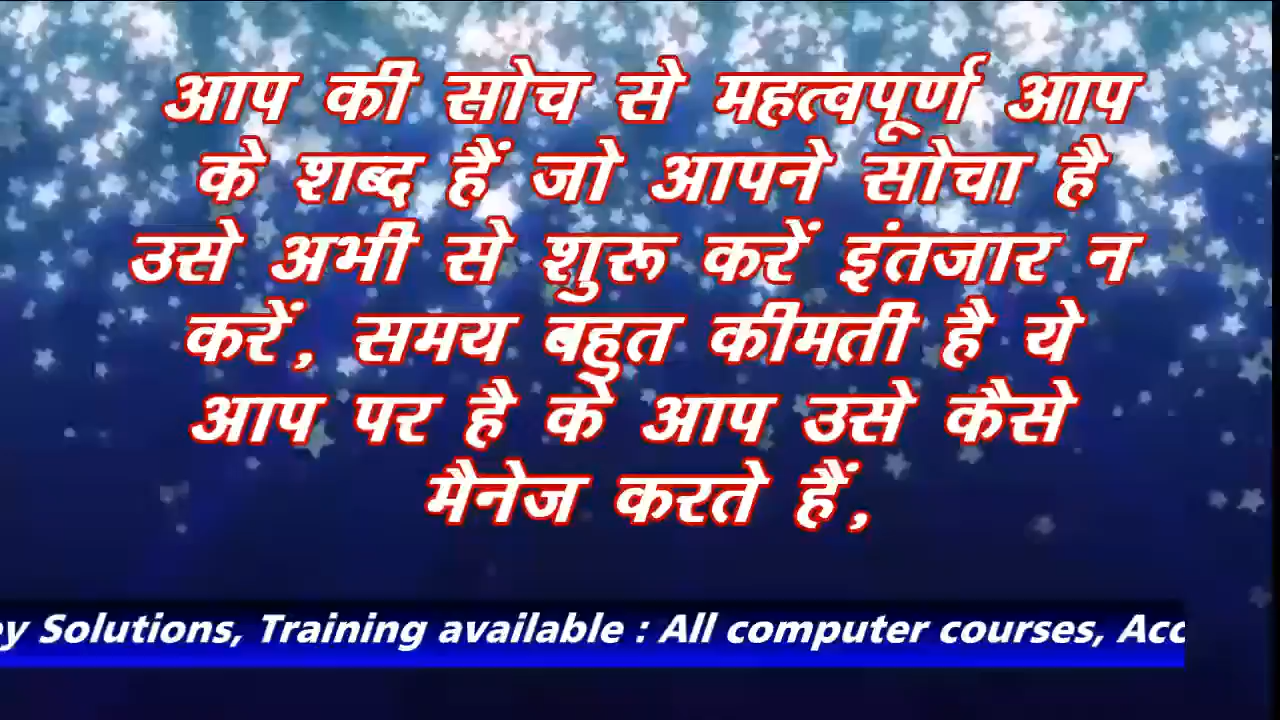 आप की सोच से महत्वपूर्ण आप
के शब्द हैं जो आपने सोचा है
उसे अभी से शुरू करें इंतजार न
करें, समय बहुत कीमती है ये
आप पर है के आप उसे कैसे
मैनेज करते हैं,
Solutions, Training available : All computer courses,